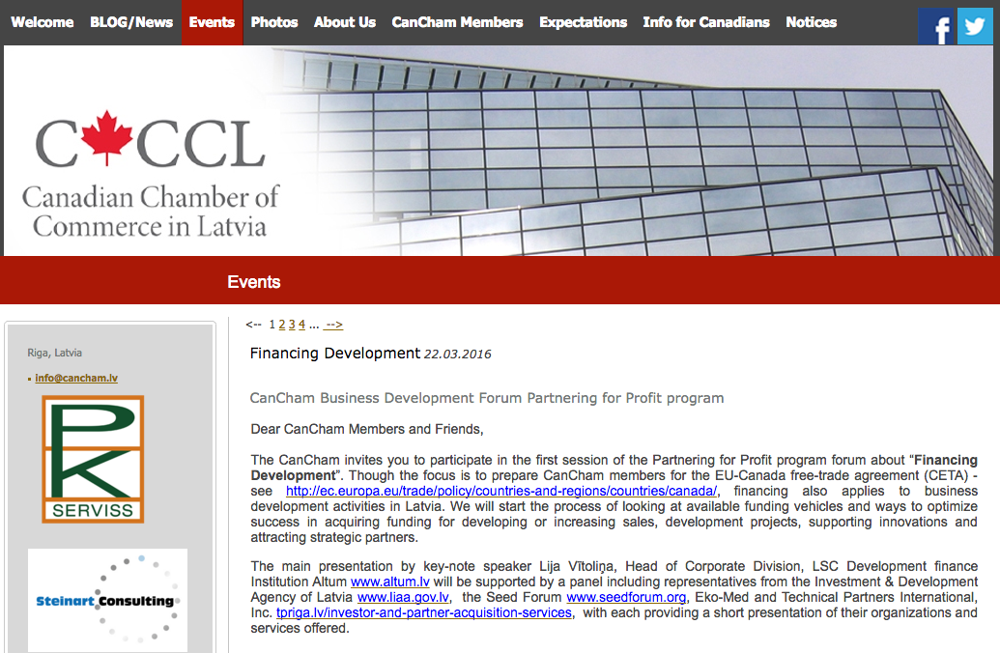 Welcome BLOG/News Events Photos About Us CanCham Members Expectations Info for Canadians Notices
C CCL
Canadian Chamber of
Commerce in Latvia
Events
Riga, Latvia
info@cancham.lv
PK
SERVISS
Steinart Consulting
<-- 1 2 3 4 ... -->
Financing Development 22.03.2016
CanCham Business Development Forum Partnering for Profit program
Dear CanCham Members and Friends,
The CanCham invites you to participate in the first session of the Partnering for Profit program forum about “Financing
Development”. Though the focus is to prepare CanCham members for the EU-Canada free-trade agreement (CETA) -
see http://ec.europa.eu/trade/policy/countries-and-regions/countries/canada/, financing also applies to business
development activities in Latvia. We will start the process of looking at available funding vehicles and ways to optimize
success in acquiring funding for developing or increasing sales, development projects, supporting innovations and
attracting strategic partners.
The main presentation by key-note speaker Lija Vītoliņa, Head of Corporate Division, LSC Development finance
Institution Altum www.altum.lv will be supported by a panel including representatives from the Investment & Development
Agency of Latvia www.liaa.gov.lv, the Seed Forum www.seedforum.org, Eko-Med and Technical Partners International,
Inc. tpriga.lv/investor-and-partner-acquisition-services, with each providing a short presentation of their organizations and
services offered.